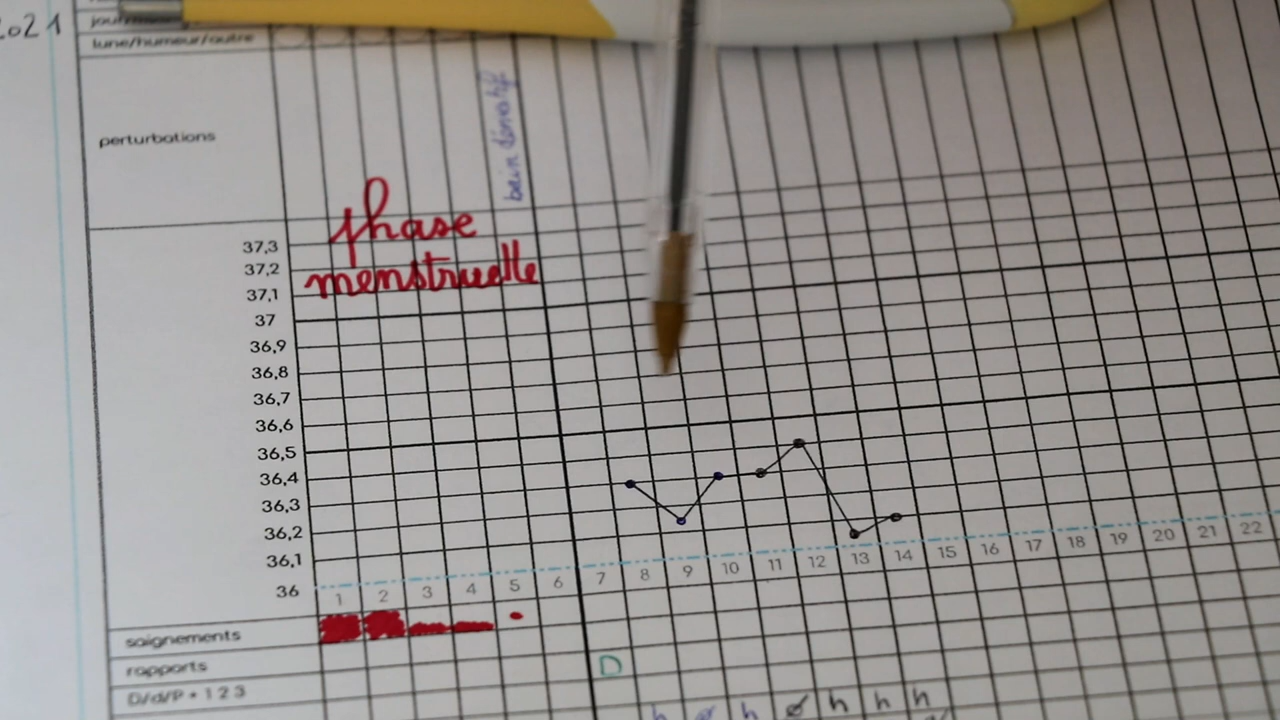 2021
lune/humeur/autre
bain dérivatif
perturbations
phase
menstruelle
37,3
37,2
37,1
37
36,9
36,8
36,7
36,6
36,5
36,4
36,3
36,2
36,1
36
1 2 3 4 5 6 7 8 9 10 11 12 13 14 15 16 17 18 19 20 21 22
saignements
rapports
D
D/d/P + 1 2 3
h h ø h h h